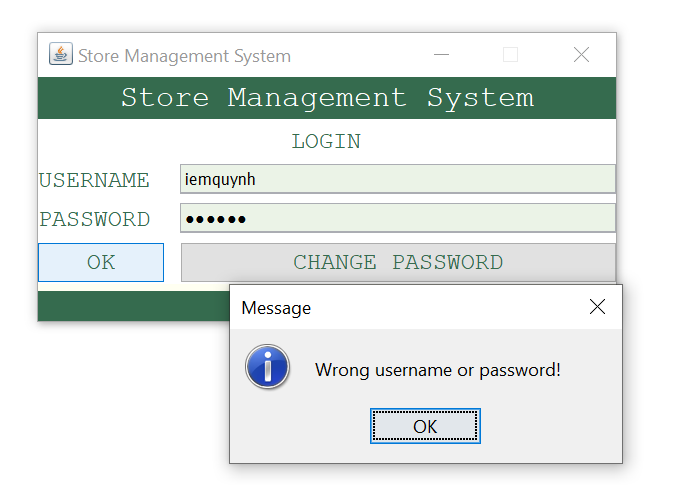 Store Management System
Store Management System
LOGIN
USERNAME iemquynh
PASSWORD ••••••
OK CHANGE PASSWORD
Message
Wrong username or password!
OK